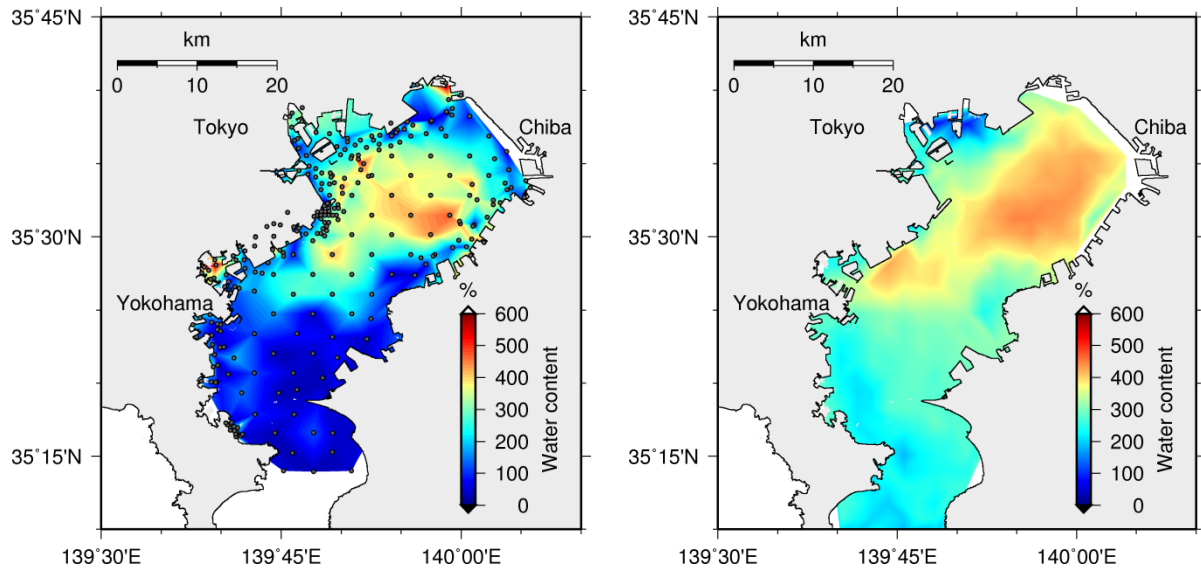 35˚45'N
km
0 10 20
Tokyo
Chiba
35˚30'N
Yokohama
%
600
500
400
300
200
100
0
Water content
35˚15'N
139˚30'E
139˚45'E
140˚00'E
35˚45'N
km
0 10 20
Tokyo
Chiba
35˚30'N
Yokohama
%
600
500
400
300
200
100
0
Water content
35˚15'N
139˚30'E
139˚45'E
140˚00'E